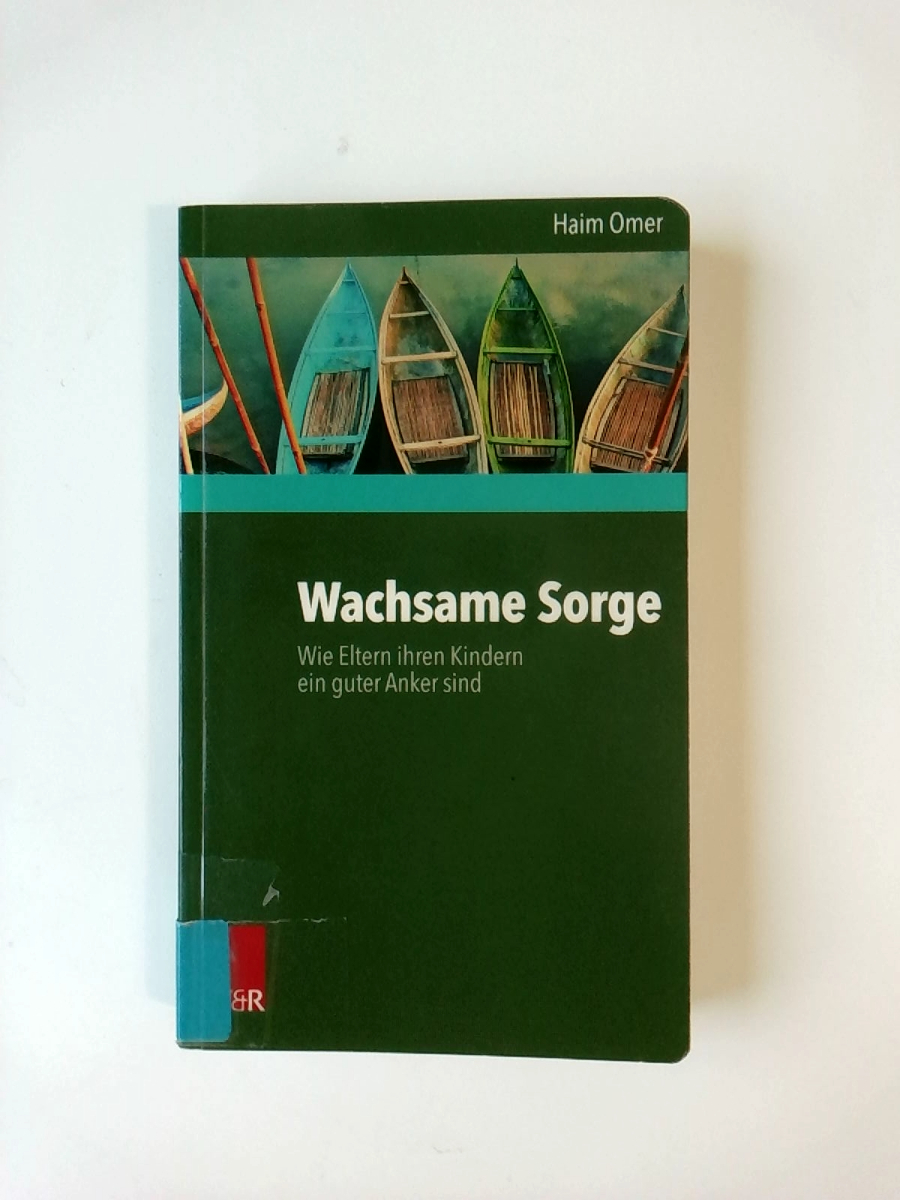 Haim Omer
Wachsame Sorge
Wie Eltern ihren Kindern
ein guter Anker sind
&R